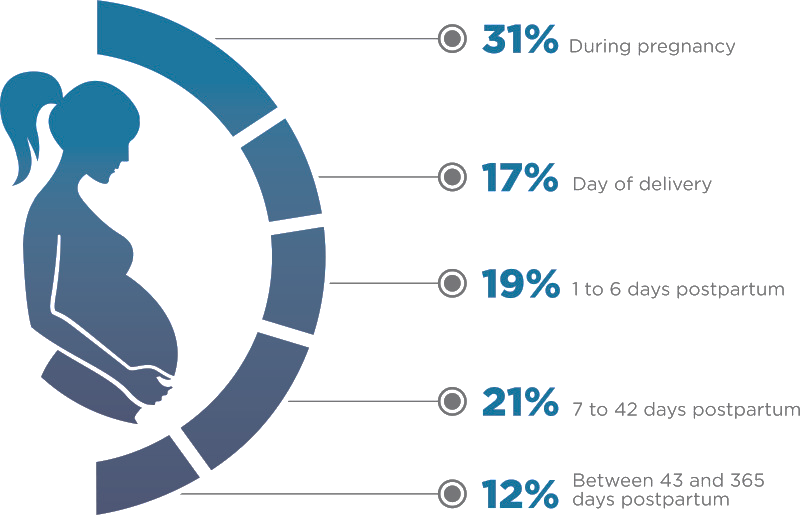 31% During pregnancy
17% Day of delivery
19% 1 to 6 days postpartum
21% 7 to 42 days postpartum
12% Between 43 and 365
days postpartum